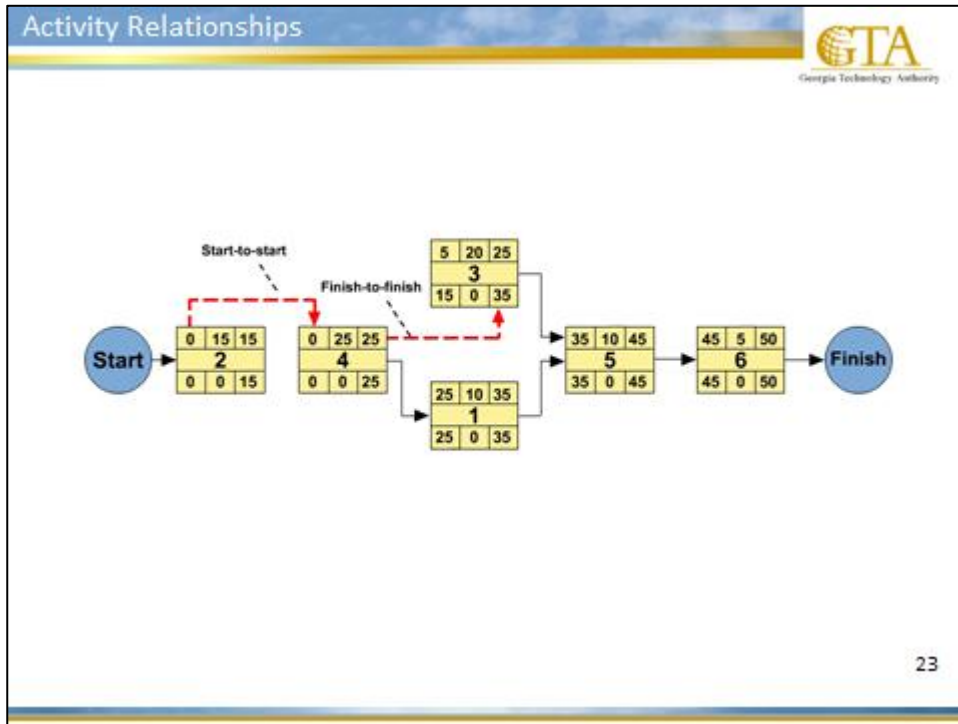 Activity Relationships
GTA
Georgia Technology Authority
Start-to-start
Finish-to-finish
5 20 25
3
15 0 35
Start
0 15 15
2
0 0 15
0 25 25
4
0 0 25
25 10 35
1
25 0 35
35 10 45
5
35 0 45
45 5 50
6
45 0 50
Finish
23